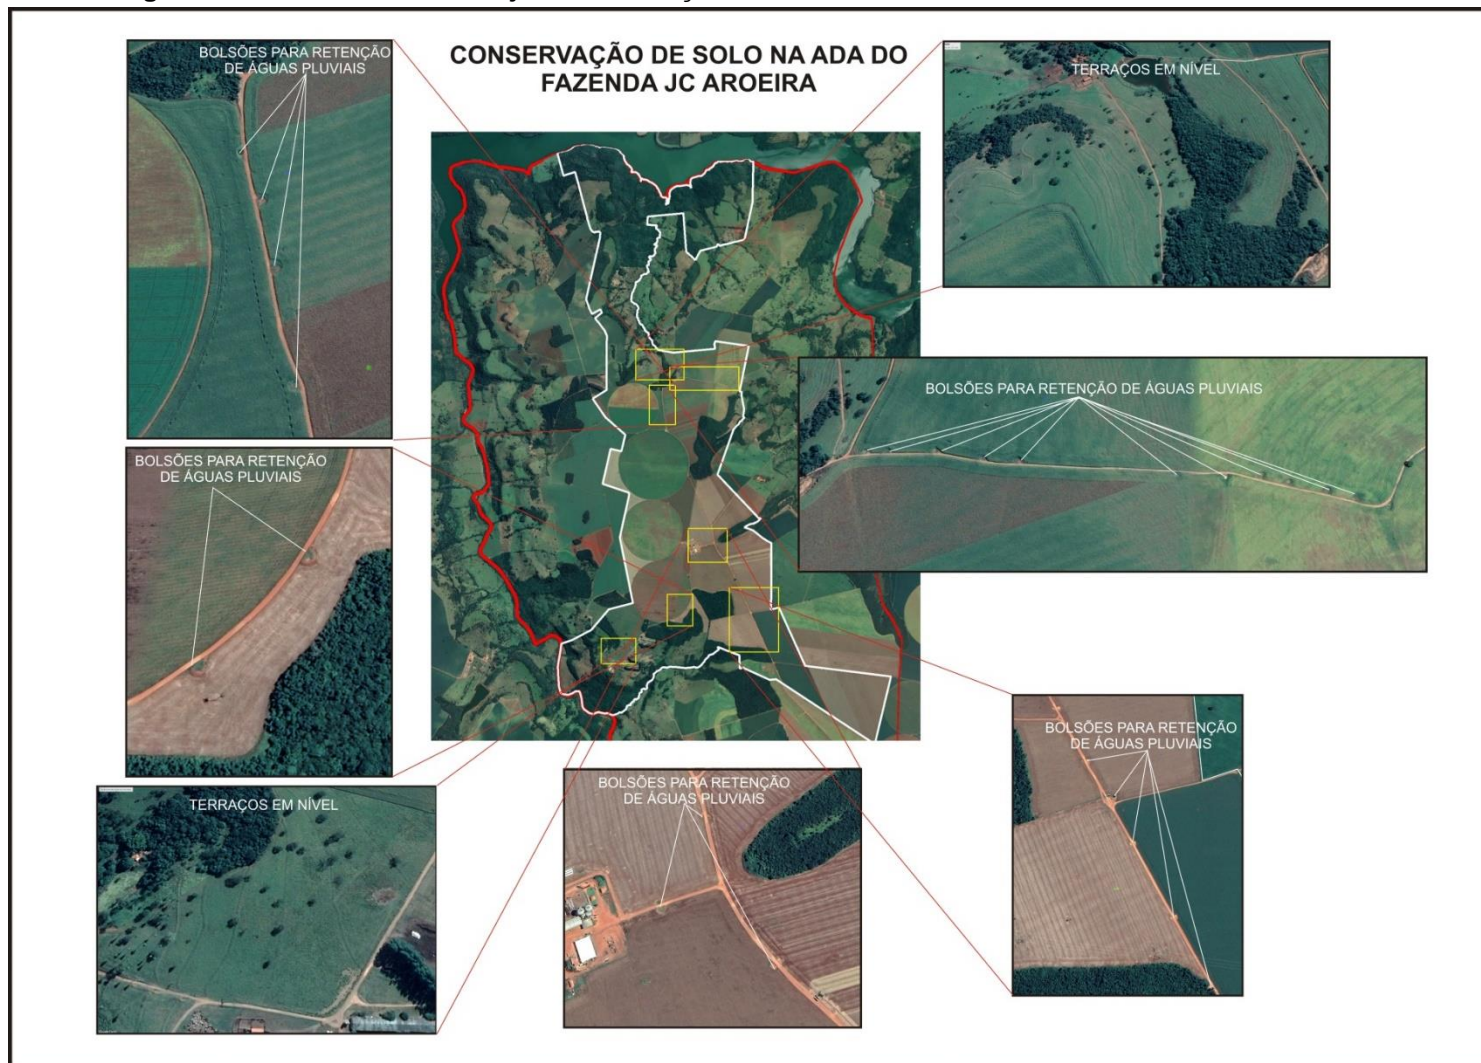 BOLSÕES PARA RETENÇÃO
DE ÁGUAS PLUVIAIS
CONSERVAÇÃO DE SOLO NA ADA DO
FAZENDA JC AROEIRA
TERRAÇOS EM NÍVEL
BOLSÕES PARA RETENÇÃO DE ÁGUAS PLUVIAIS
BOLSÕES PARA RETENÇÃO
DE ÁGUAS PLUVIAIS
BOLSÕES PARA RETENÇÃO
DE ÁGUAS PLUVIAIS
TERRAÇOS EM NÍVEL
BOLSÕES PARA RETENÇÃO
DE ÁGUAS PLUVIAIS